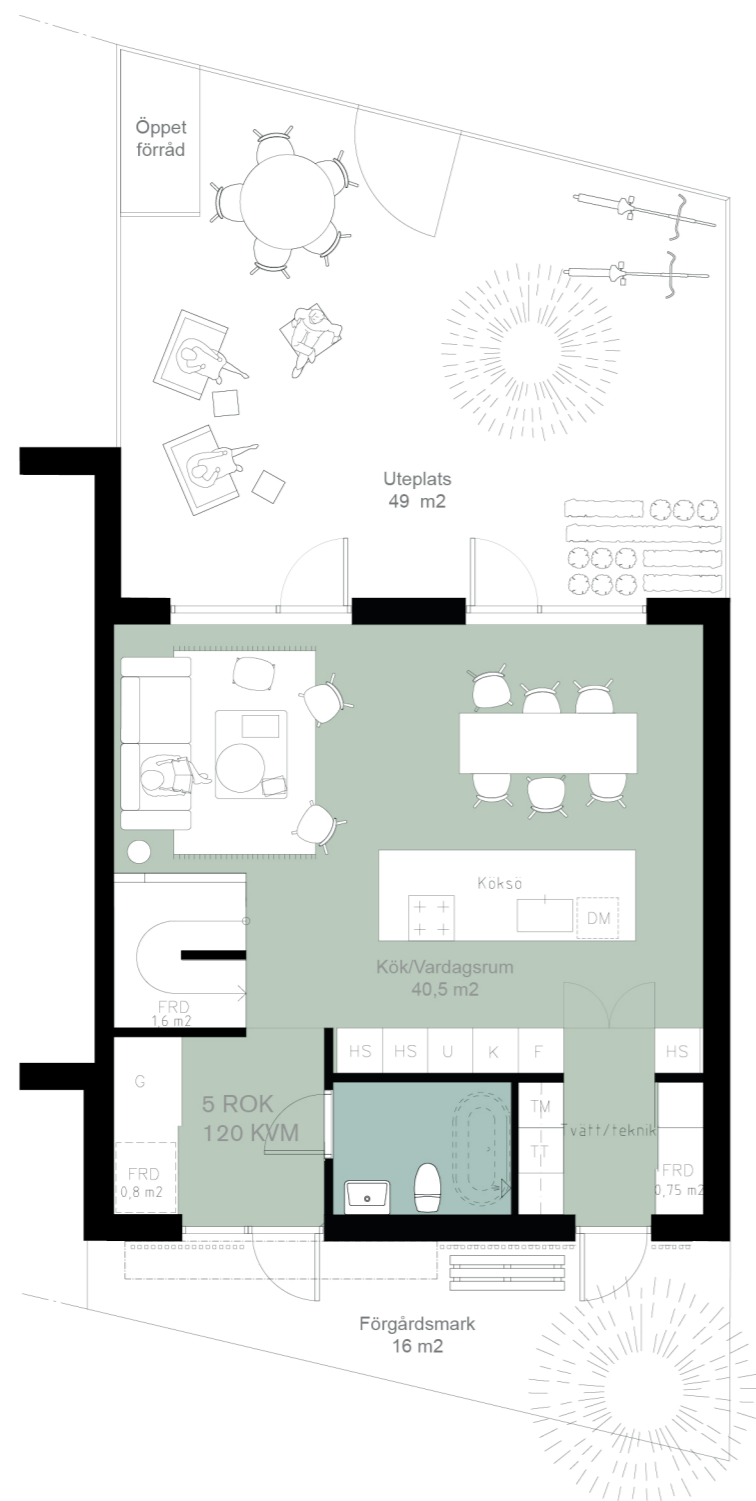 Öppet
förråd
Uteplats
49 m2
Köksö
DM
Kök/Vardagsrum
40,5 m2
FRD
1,6 m2
HS
HS
U
K
F
HS
G
5 ROK
120 KVM
TM
Tvätt/teknik
TT
FRD
0,8 m2
FRD
0,75 m2
Förgårdsmark
16 m2